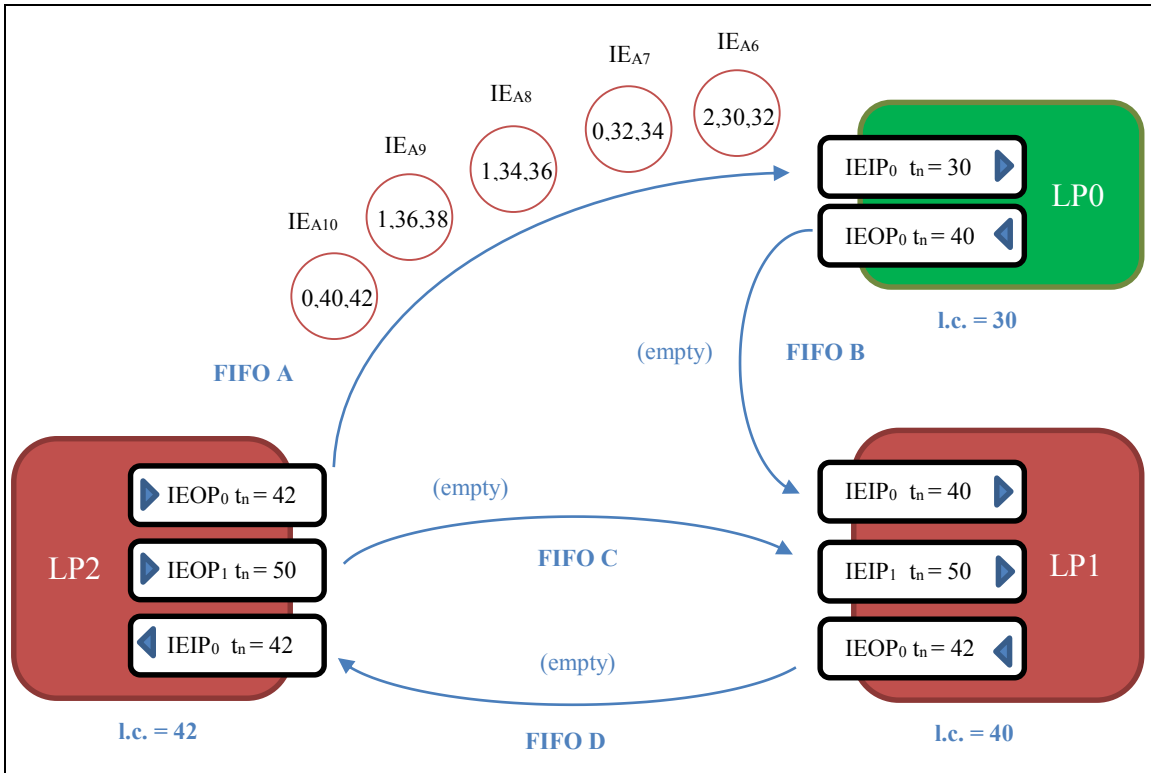 IEA6
IEA7
IEA8
IEA9
IEA10
2,30,32
0,32,34
1,34,36
1,36,38
0,40,42
FIFO A
IEIP0 tn = 30
IEOP0 tn = 40
LP0
l.c. = 30
(empty)
FIFO B
IEOP0 tn = 42
IEOP1 tn = 50
IEIP0 tn = 42
LP2
l.c. = 42
(empty)
FIFO C
IEIP0 tn = 40
IEIP1 tn = 50
IEOP0 tn = 42
LP1
l.c. = 40
(empty)
FIFO D